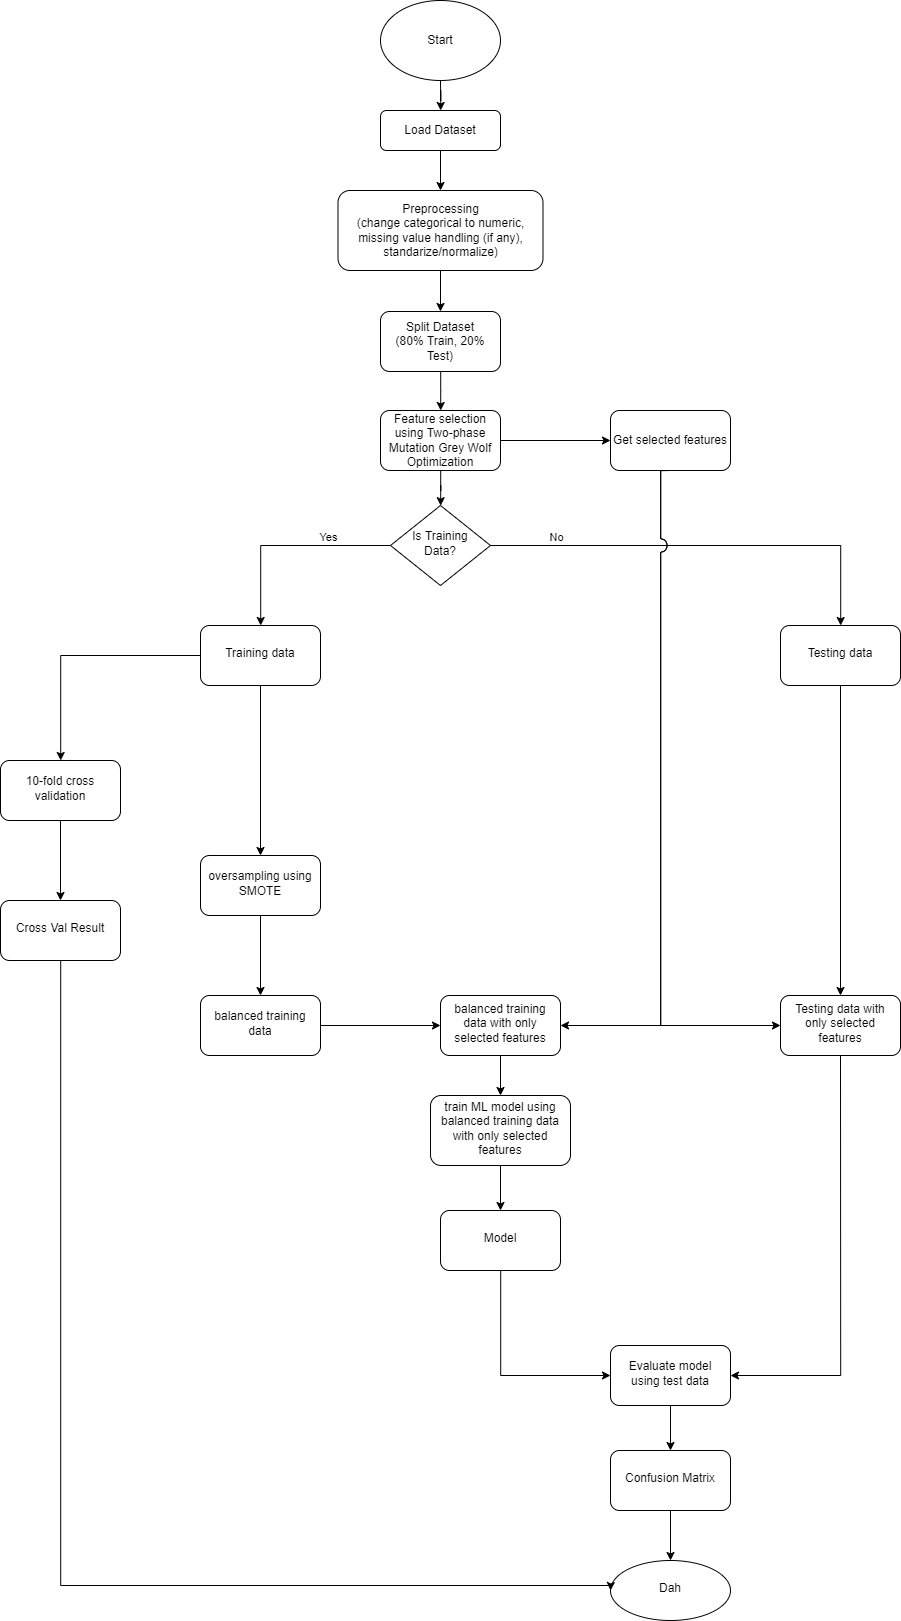 Start
Load Dataset
Preprocessing
(change categorical to numeric,
missing value handling (if any),
standarize/normalize)
Split Dataset
(80% Train, 20%
Test)
Feature selection
using Two-phase
Mutation Grey Wolf
Optimization
Get selected features
Is Training
Data?
Yes
No
Training data
Testing data
10-fold cross
validation
oversampling using
SMOTE
Cross Val Result
balanced training
data
balanced training
data with only
selected features
Testing data with
only selected
features
train ML model using
balanced training data
with only selected
features
Model
Evaluate model
using test data
Confusion Matrix
Dah